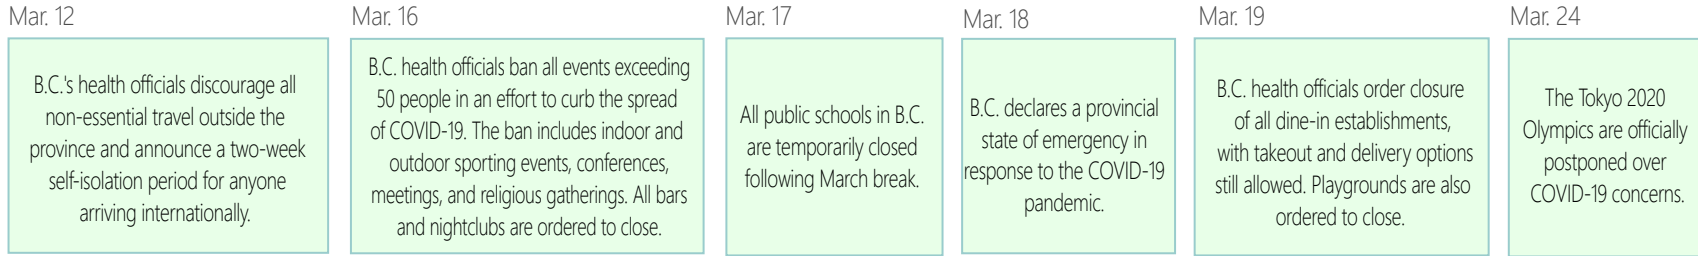 Mar. 12
B.C.'s health officials discourage all
non-essential travel outside the
province and announce a two-week
self-isolation period for anyone
arriving internationally.
Mar. 16
B.C. health officials ban all events exceeding
50 people in an effort to curb the spread
of COVID-19. The ban includes indoor and
outdoor sporting events, conferences,
meetings, and religious gatherings. All bars
and nightclubs are ordered to close.
Mar. 17
All public schools in B.C.
are temporarily closed
following March break.
Mar. 18
B.C. declares a provincial
state of emergency in
response to the COVID-19
pandemic.
Mar. 19
B.C. health officials order closure
of all dine-in establishments,
with takeout and delivery options
still allowed. Playgrounds are also
ordered to close.
Mar. 24
The Tokyo 2020
Olympics are officially
postponed over
COVID-19 concerns.